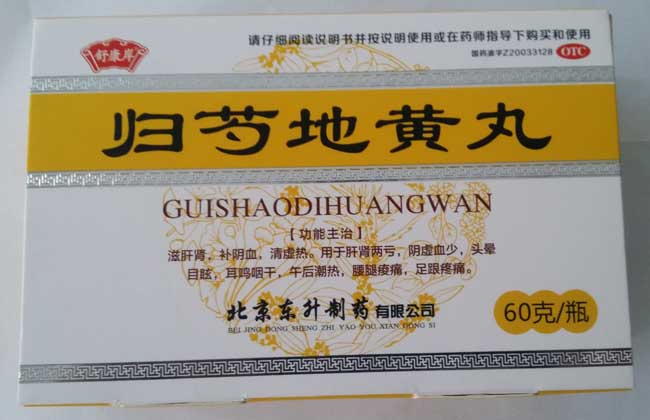 舒康岸
请仔细阅读说明书并按说明使用或在药师指导下购买和使用
国药准字Z20033128 OTC
归芍地黄丸
GUISHAODIHUANGWAN
[功能主治]
滋肝肾，补阴血，清虚热。用于肝肾两亏，阴虚血少，头晕
目眩，耳鸣咽干，午后潮热，腰腿痠痛，足跟疼痛。
北京东升制药有限公司
BEI JING DONG SHENG ZHI YAO YOU XIAN GONG SI
60克/瓶